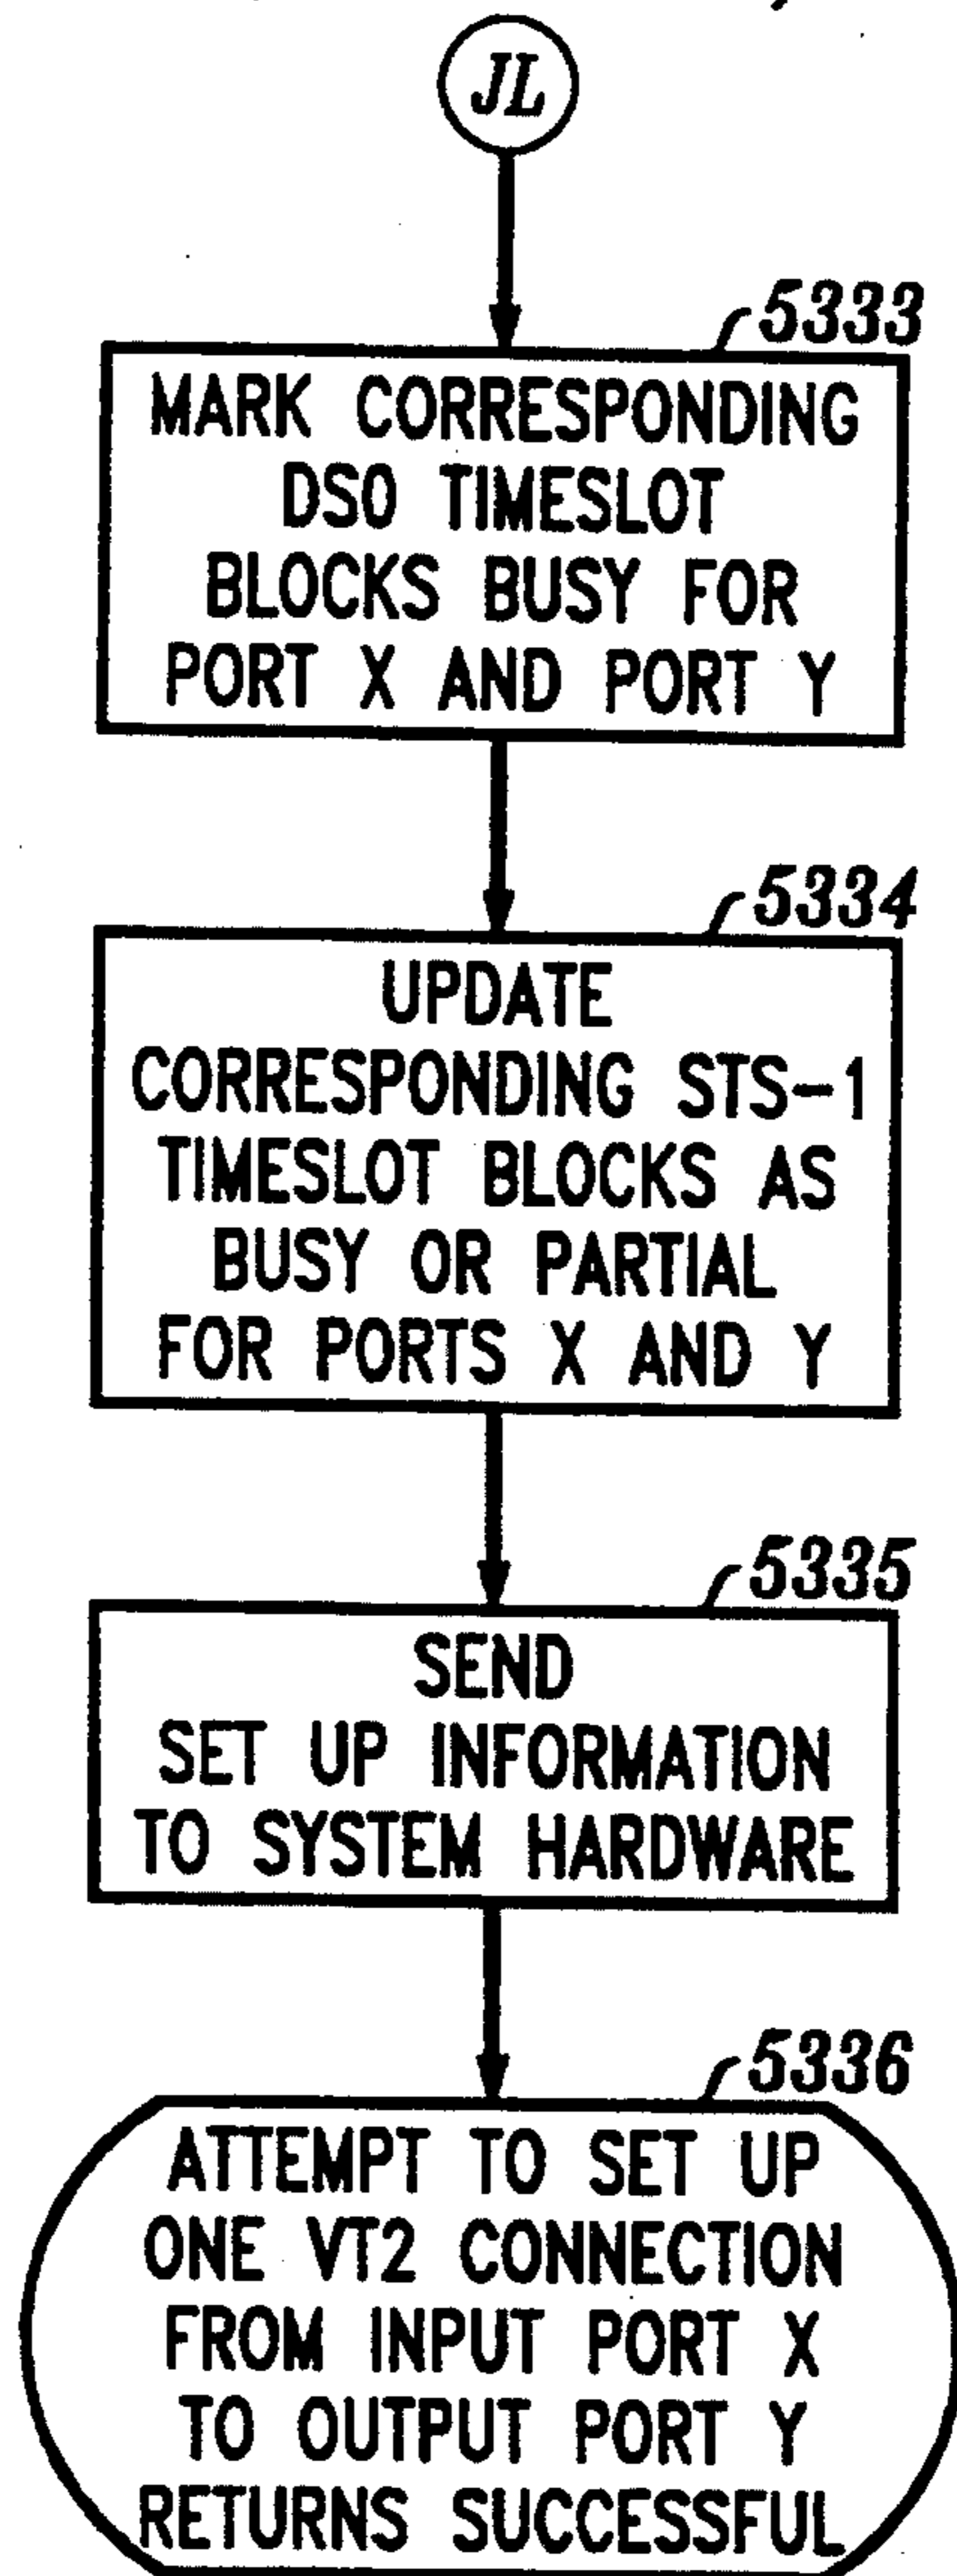 JL
5333
MARK CORRESPONDING
DS0 TIMESLOT
BLOCKS BUSY FOR
PORT X AND PORT Y
5334
UPDATE
CORRESPONDING STS-1
TIMESLOT BLOCKS AS
BUSY OR PARTIAL
FOR PORTS X AND Y
5335
SEND
SET UP INFORMATION
TO SYSTEM HARDWARE
5336
ATTEMPT TO SET UP
ONE VT2 CONNECTION
FROM INPUT PORT X
TO OUTPUT PORT Y
RETURNS SUCCESSFUL